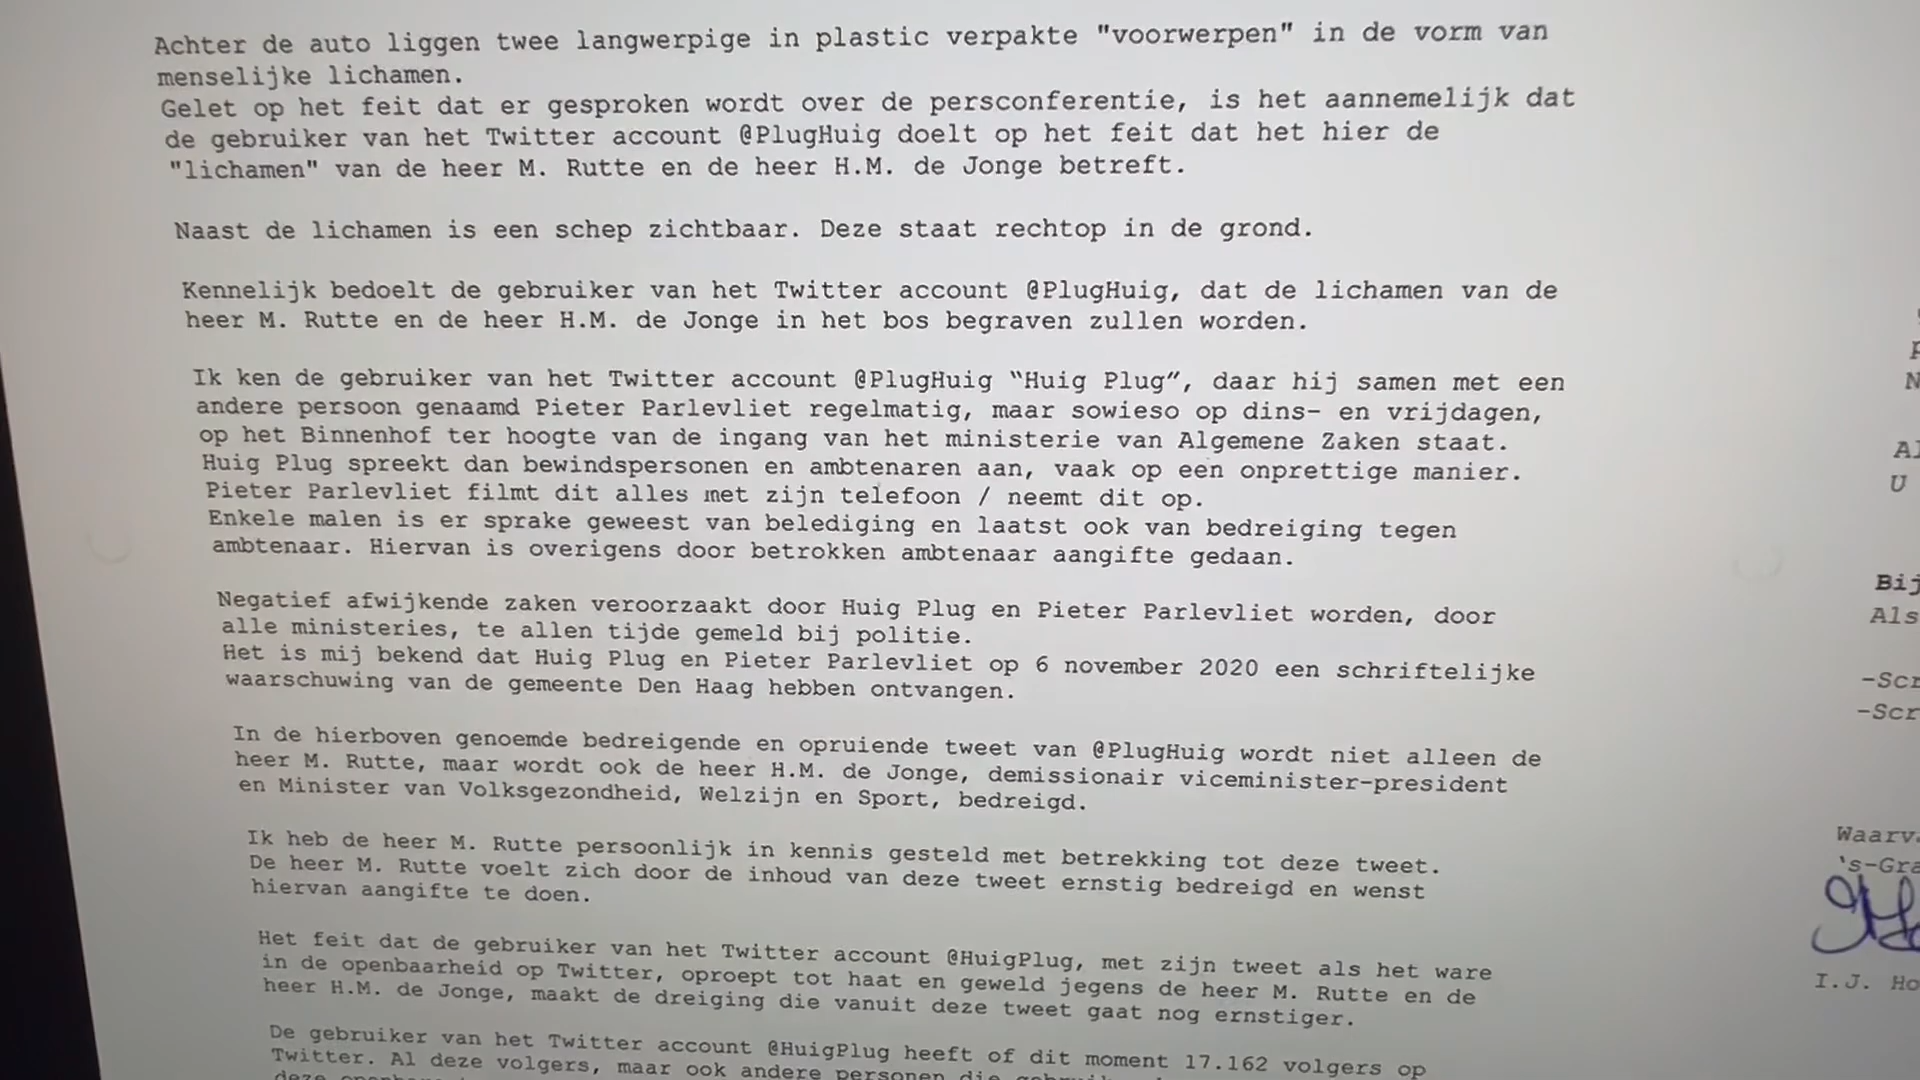 Achter de auto liggen twee langwerpige in plastic verpakte "voorwerpen" in de vorm van
menselijke lichamen.
Gelet op het feit dat er gesproken wordt over de persconferentie, is het aannemelijk dat
de gebruiker van het Twitter account @PlugHuig doelt op het feit dat het hier de
"lichamen" van de heer M. Rutte en de heer H.M. de Jonge betreft.
Naast de lichamen is een schep zichtbaar. Deze staat rechtop in de grond.
Kennelijk bedoelt de gebruiker van het Twitter account @PlugHuig, dat de lichamen van de
heer M. Rutte en de heer H.M. de Jonge in het bos begraven zullen worden.
Ik ken de gebruiker van het Twitter account @PlugHuig “Huig Plug”, daar hij samen met een
andere persoon genaamd Pieter Parlevliet regelmatig, maar sowieso op dins- en vrijdagen,
op het Binnenhof ter hoogte van de ingang van het ministerie van Algemene Zaken staat.
Huig Plug spreekt dan bewindspersonen en ambtenaren aan, vaak op een onprettige manier.
Pieter Parlevliet filmt dit alles met zijn telefoon / neemt dit op.
Enkele malen is er sprake geweest van belediging en laatst ook van bedreiging tegen
ambtenaar. Hiervan is overigens door betrokken ambtenaar aangifte gedaan.
Negatief afwijkende zaken veroorzaakt door Huig Plug en Pieter Parlevliet worden, door
alle ministeries, te allen tijde gemeld bij politie.
Het is mij bekend dat Huig Plug en Pieter Parlevliet op 6 november 2020 een schriftelijke
waarschuwing van de gemeente Den Haag hebben ontvangen.
In de hierboven genoemde bedreigende en opruiende tweet van @PlugHuig wordt niet alleen de
heer M. Rutte, maar wordt ook de heer H.M. de Jonge, demissionair viceminister-president
en Minister van Volksgezondheid, Welzijn en Sport, bedreigd.
Ik heb de heer M. Rutte persoonlijk in kennis gesteld met betrekking tot deze tweet.
De heer M. Rutte voelt zich door de inhoud van deze tweet ernstig bedreigd en wenst
hiervan aangifte te doen.
Het feit dat de gebruiker van het Twitter account @HuigPlug, met zijn tweet als het ware
in de openbaarheid op Twitter, oproept tot haat en geweld jegens de heer M. Rutte en de
heer H.M. de Jonge, maakt de dreiging die vanuit deze tweet gaat nog ernstiger.
De gebruiker van het Twitter account @HuigPlug heeft of dit moment 17.162 volgers op
Twitter. Al deze volgers, maar ook andere personen die
deze
U
Bij
Als
-Scr
-Scr
's-Gra
I.J. Ho